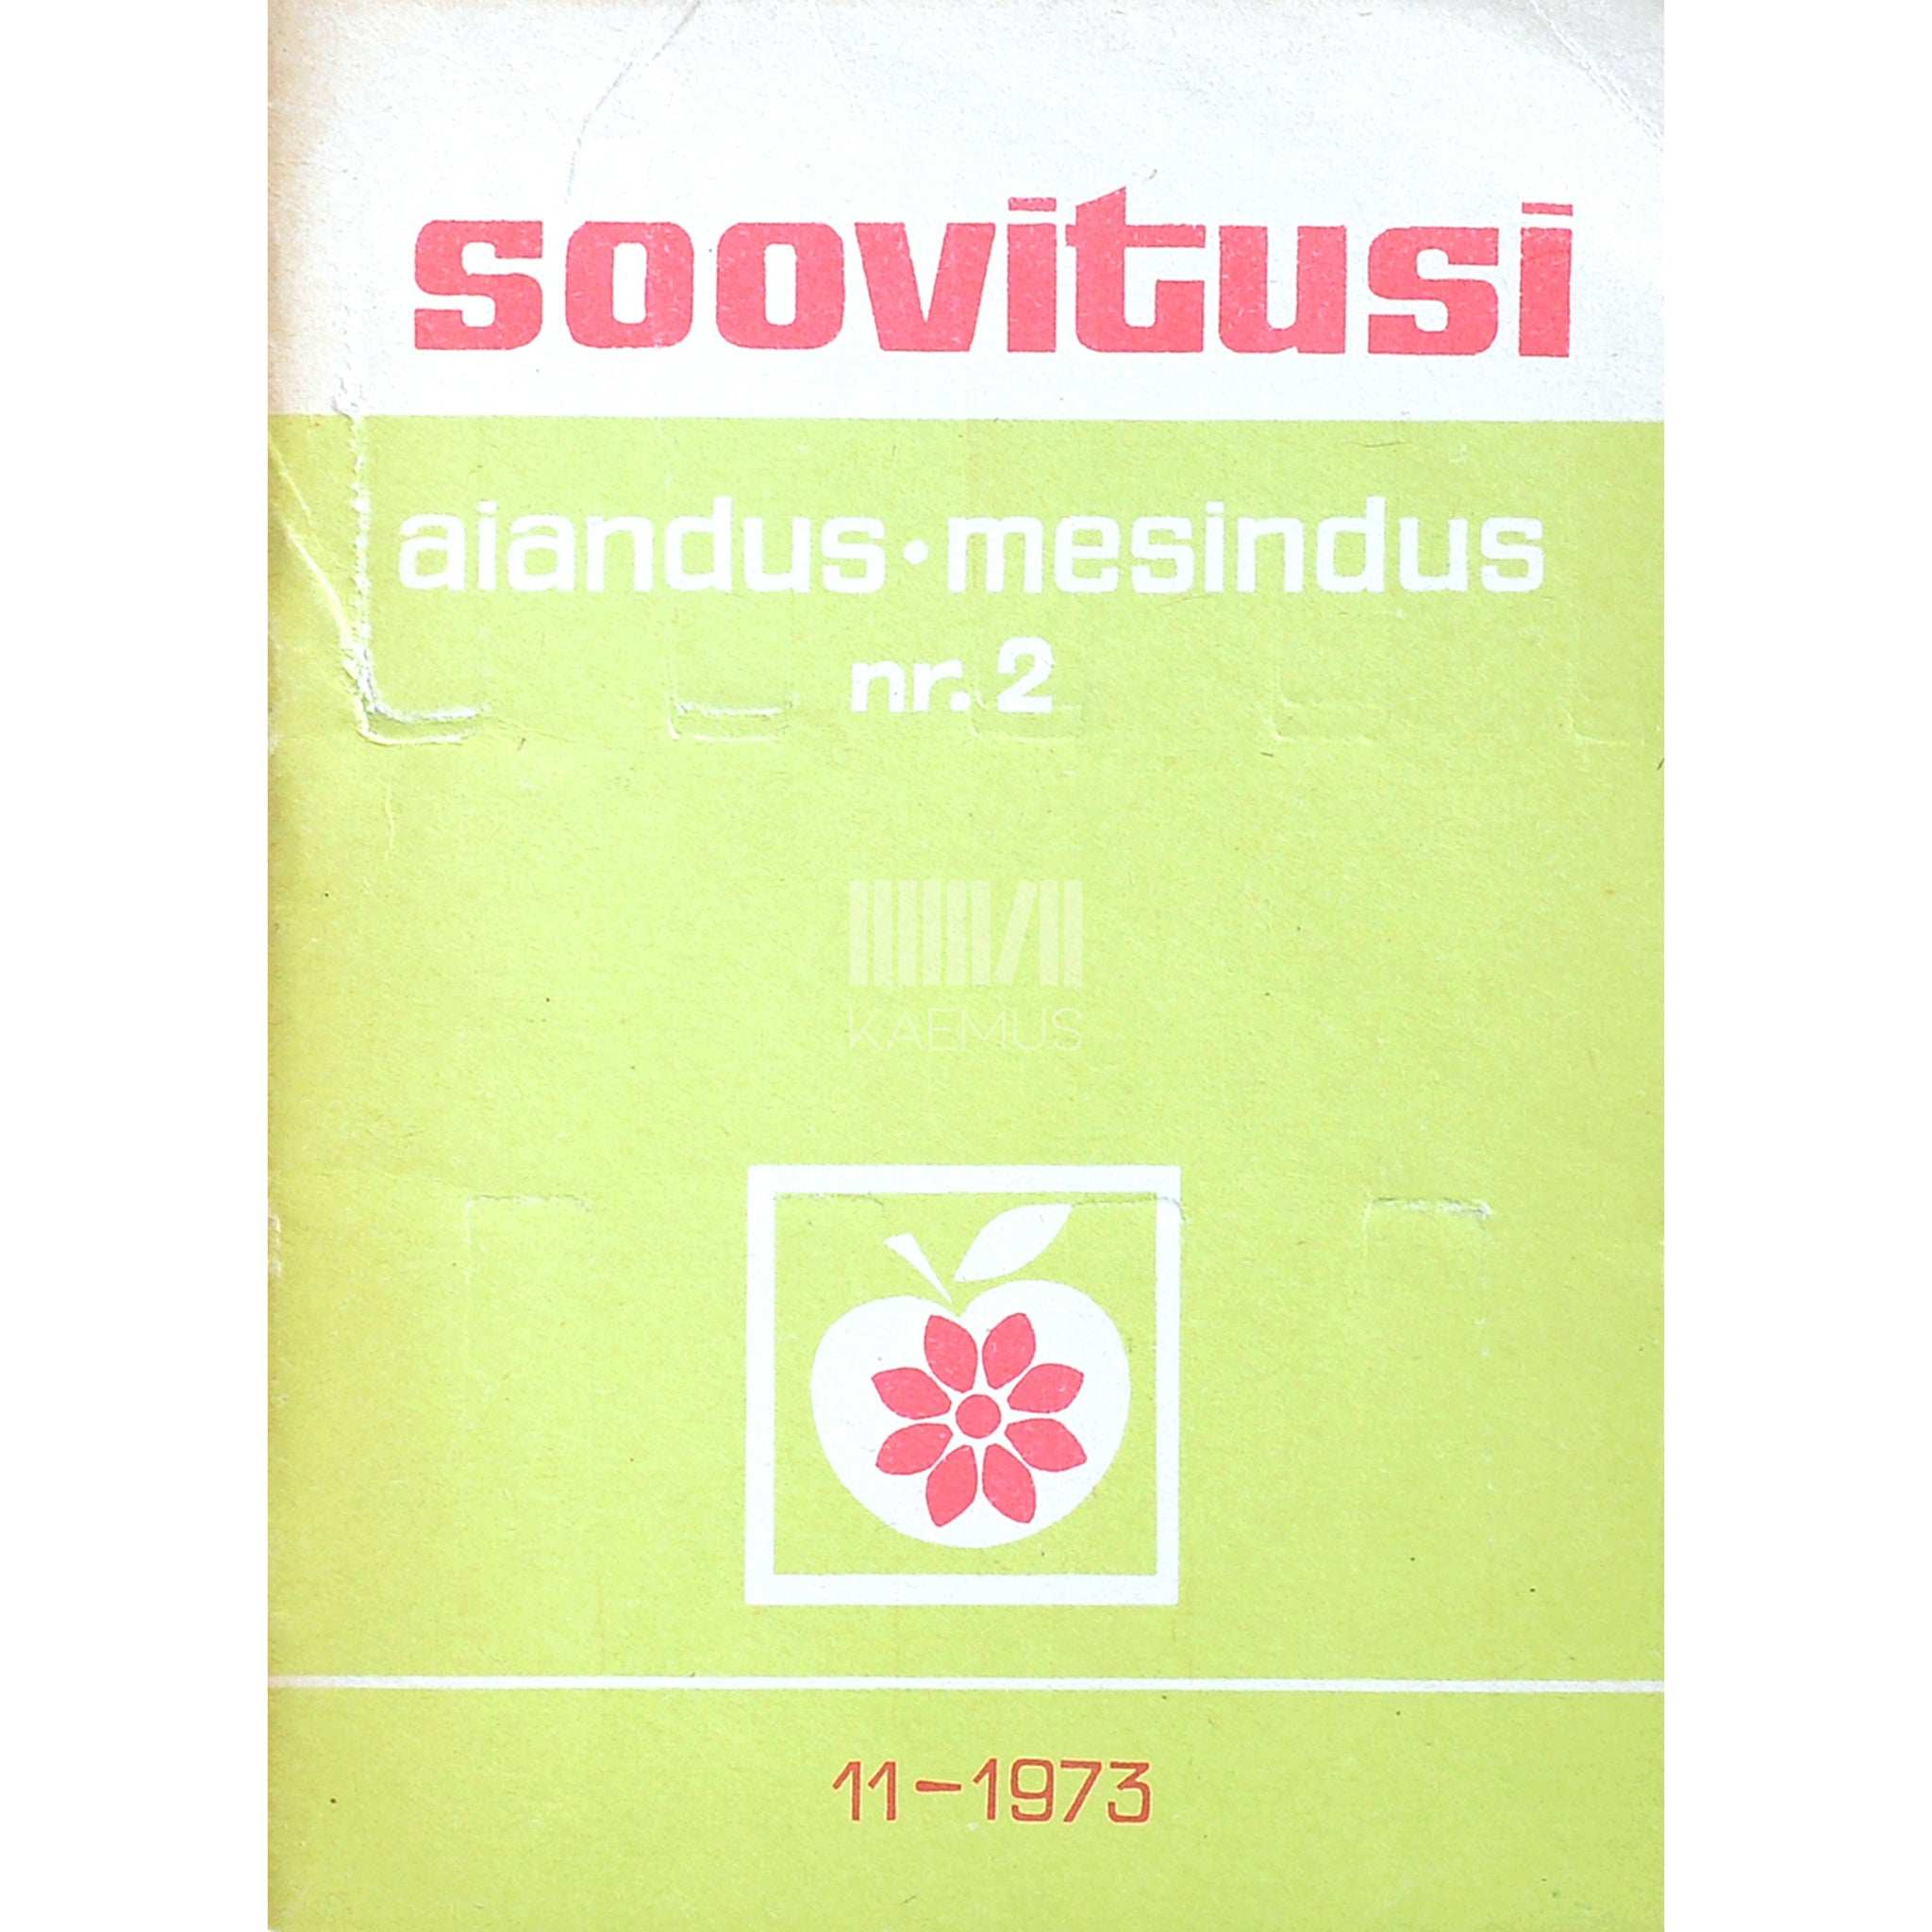 soovitusi
aiandus·mesindus
nr. 2
KAEMUS
11–1973